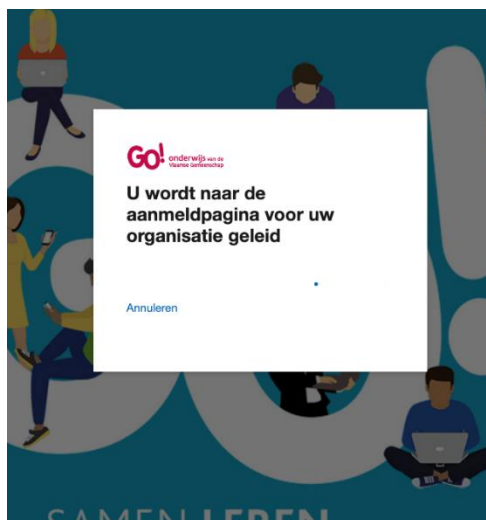 GO! onderwijs van de
Vlaamse Gemeenschap
U wordt naar de
aanmeldpagina voor uw
organisatie geleid
Annuleren
SAMEN LEREN